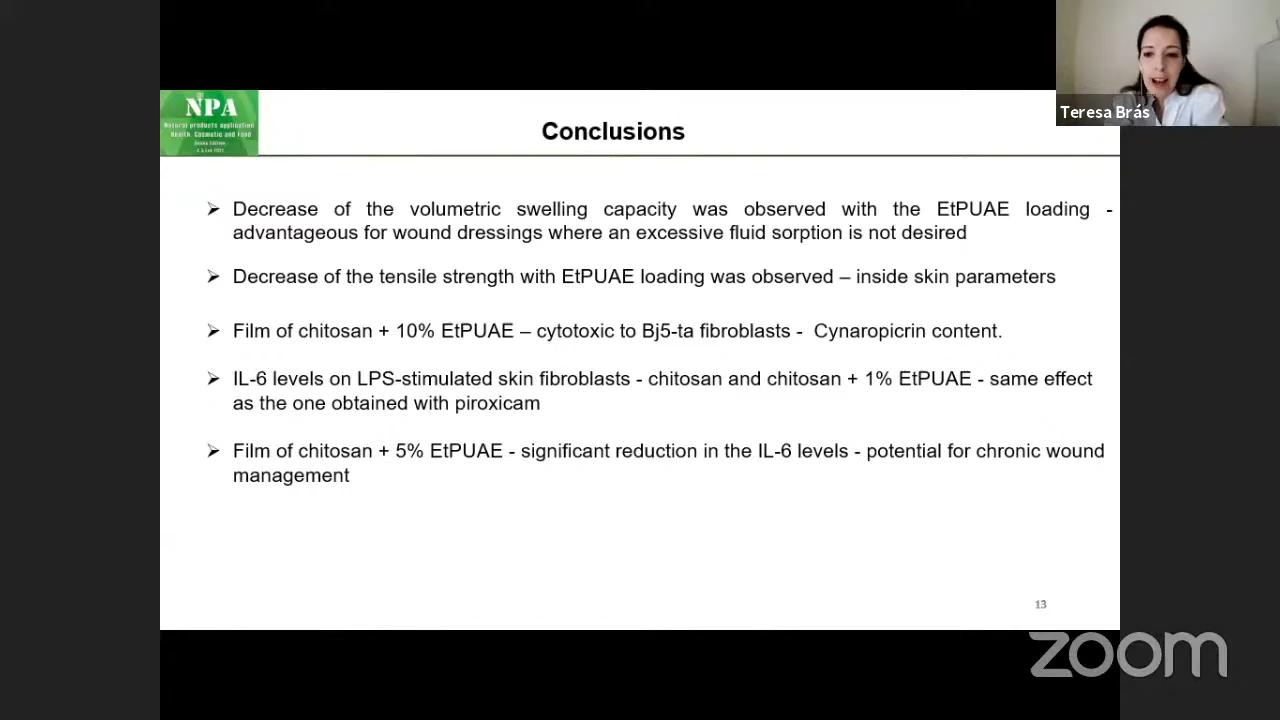 NPA
Natural products application
Health, Cosmetic and Food
Conclusions
Teresa Brás
➢ Decrease of the volumetric swelling capacity was observed with the EtPUAE loading -
advantageous for wound dressings where an excessive fluid sorption is not desired
➢ Decrease of the tensile strength with EtPUAE loading was observed – inside skin parameters
➢ Film of chitosan + 10% EtPUAE – cytotoxic to Bj5-ta fibroblasts - Cynaropicrin content.
➢ IL-6 levels on LPS-stimulated skin fibroblasts - chitosan and chitosan + 1% EtPUAE - same effect
as the one obtained with piroxicam
➢ Film of chitosan + 5% EtPUAE - significant reduction in the IL-6 levels - potential for chronic wound
management
13
zoom